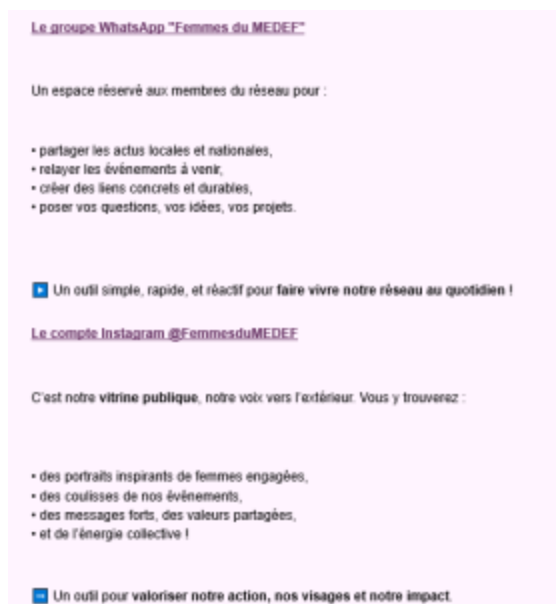 Le groupe WhatsApp "Femmes du MEDEF"
Un espace réservé aux membres du réseau pour :
• partager les actus locales et nationales,
• relayer les événements à venir,
• créer des liens concrets et durables,
• poser vos questions, vos idées, vos projets.
▶️ Un outil simple, rapide, et réactif pour faire vivre notre réseau au quotidien !
Le compte Instagram @FemmesduMEDEF
C'est notre vitrine publique, notre voix vers l'extérieur. Vous y trouverez :
• des portraits inspirants de femmes engagées,
• des coulisses de nos événements,
• des messages forts, des valeurs partagées,
• et de l'énergie collective !
➡️ Un outil pour valoriser notre action, nos visages et notre impact.